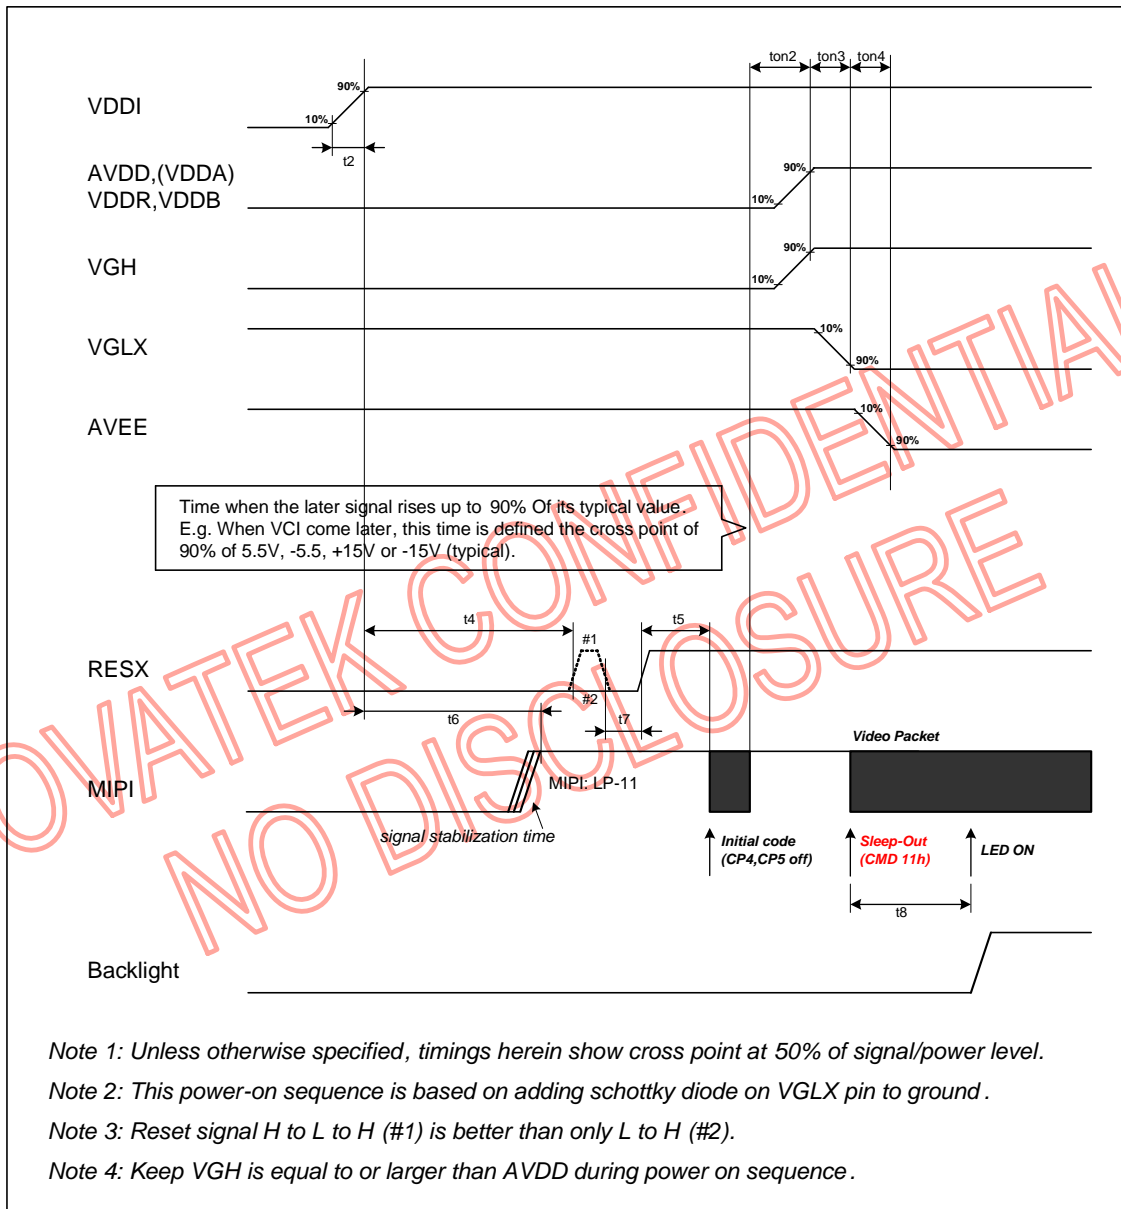 ton2 ton3 ton4
VDDI
90%
10%
t2
AVDD,(VDDA)
VDDR,VDDB
90%
10%
VGH
90%
10%
VGLX
10%
90%
AVEE
10%
90%
Time when the later signal rises up to 90% Of its typical value.
E.g. When VCI come later, this time is defined the cross point of
90% of 5.5V, -5.5, +15V or -15V (typical).
t4
t5
#1
RESX
#2
t6
t7
Video Packet
MIPI
MIPI: LP-11
signal stabilization time
Initial code
(CP4,CP5 off)
Sleep-Out
(CMD 11h)
LED ON
t8
Backlight
Note 1: Unless otherwise specified, timings herein show cross point at 50% of signal/power level.
Note 2: This power-on sequence is based on adding schottky diode on VGLX pin to ground.
Note 3: Reset signal H to L to H (#1) is better than only L to H (#2).
Note 4: Keep VGH is equal to or larger than AVDD during power on sequence.
OVATEK CONFIDENTIAL
NO DISCLOSURE